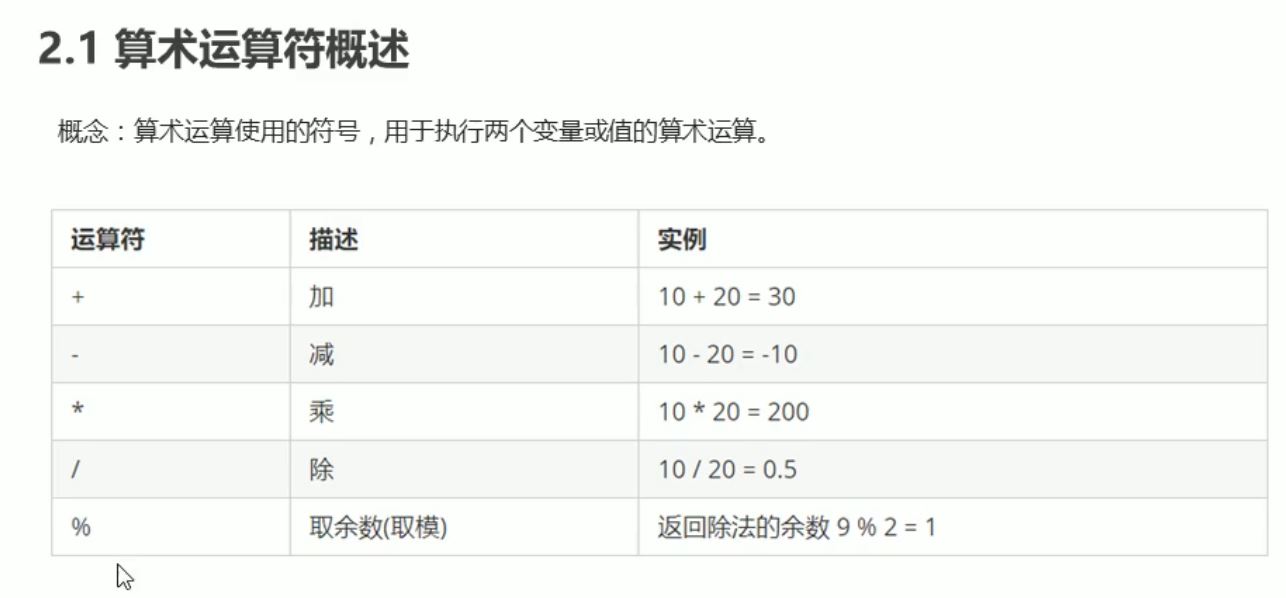 2.1 算术运算符概述
概念：算术运算使用的符号，用于执行两个变量或值的算术运算。
运算符 描述 实例
+ 加 10 + 20 = 30
- 减 10 - 20 = -10
* 乘 10 * 20 = 200
/ 除 10 / 20 = 0.5
% 取余数(取模) 返回除法的余数 9 % 2 = 1